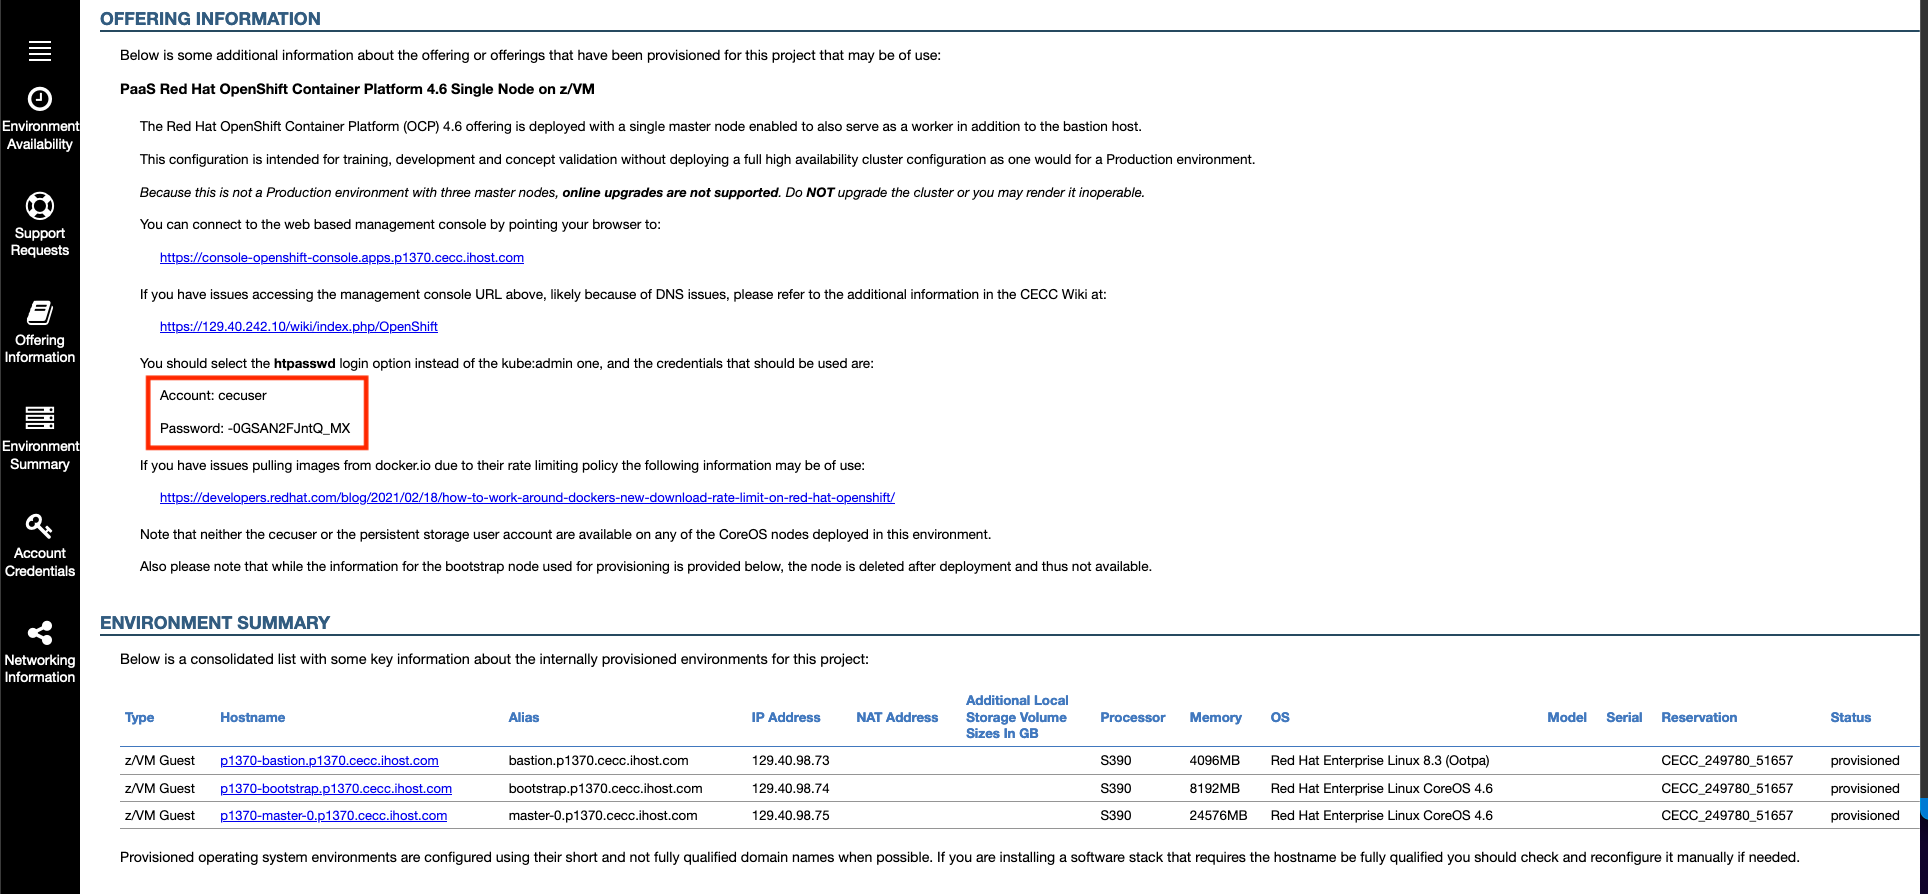 OFFERING INFORMATION
Below is some additional information about the offering or offerings that have been provisioned for this project that may be of use:
PaaS Red Hat OpenShift Container Platform 4.6 Single Node on z/VM
The Red Hat OpenShift Container Platform (OCP) 4.6 offering is deployed with a single master node enabled to also serve as a worker in addition to the bastion host.
This configuration is intended for training, development and concept validation without deploying a full high availability cluster configuration as one would for a Production environment.
Because this is not a Production environment with three master nodes, online upgrades are not supported. Do NOT upgrade the cluster or you may render it inoperable.
You can connect to the web based management console by pointing your browser to:
https://console-openshift-console.apps.p1370.cecc.ihost.com
If you have issues accessing the management console URL above, likely because of DNS issues, please refer to the additional information in the CECC Wiki at:
https://129.40.242.10/wiki/index.php/OpenShift
You should select the htpasswd login option instead of the kube:admin one, and the credentials that should be used are:
Account: cecuser
Password: -0GSAN2FJntQ_MX
If you have issues pulling images from docker.io due to their rate limiting policy the following information may be of use:
https://developers.redhat.com/blog/2021/02/18/how-to-work-around-dockers-new-download-rate-limit-on-red-hat-openshift/
Note that neither the cecuser or the persistent storage user account are available on any of the CoreOS nodes deployed in this environment.
Also please note that while the information for the bootstrap node used for provisioning is provided below, the node is deleted after deployment and thus not available.
ENVIRONMENT SUMMARY
Below is a consolidated list with some key information about the internally provisioned environments for this project:
Type Hostname Alias IP Address NAT Address Additional Local Storage Volume Sizes In GB Processor Memory OS Model Serial Reservation Status
z/VM Guest p1370-bastion.p1370.cecc.ihost.com bastion.p1370.cecc.ihost.com 129.40.98.73 S390 4096MB Red Hat Enterprise Linux 8.3 (Ootpa) CECC_249780_51657 provisioned
z/VM Guest p1370-bootstrap.p1370.cecc.ihost.com bootstrap.p1370.cecc.ihost.com 129.40.98.74 S390 8192MB Red Hat Enterprise Linux CoreOS 4.6 CECC_249780_51657 provisioned
z/VM Guest p1370-master-0.p1370.cecc.ihost.com master-0.p1370.cecc.ihost.com 129.40.98.75 S390 24576MB Red Hat Enterprise Linux CoreOS 4.6 CECC_249780_51657 provisioned
Provisioned operating system environments are configured using their short and not fully qualified domain names when possible. If you are installing a software stack that requires the hostname be fully qualified you should check and reconfigure it manually if needed.
Environment
Availability
Support
Requests
Offering
Information
Environment
Summary
Account
Credentials
Networking
Information